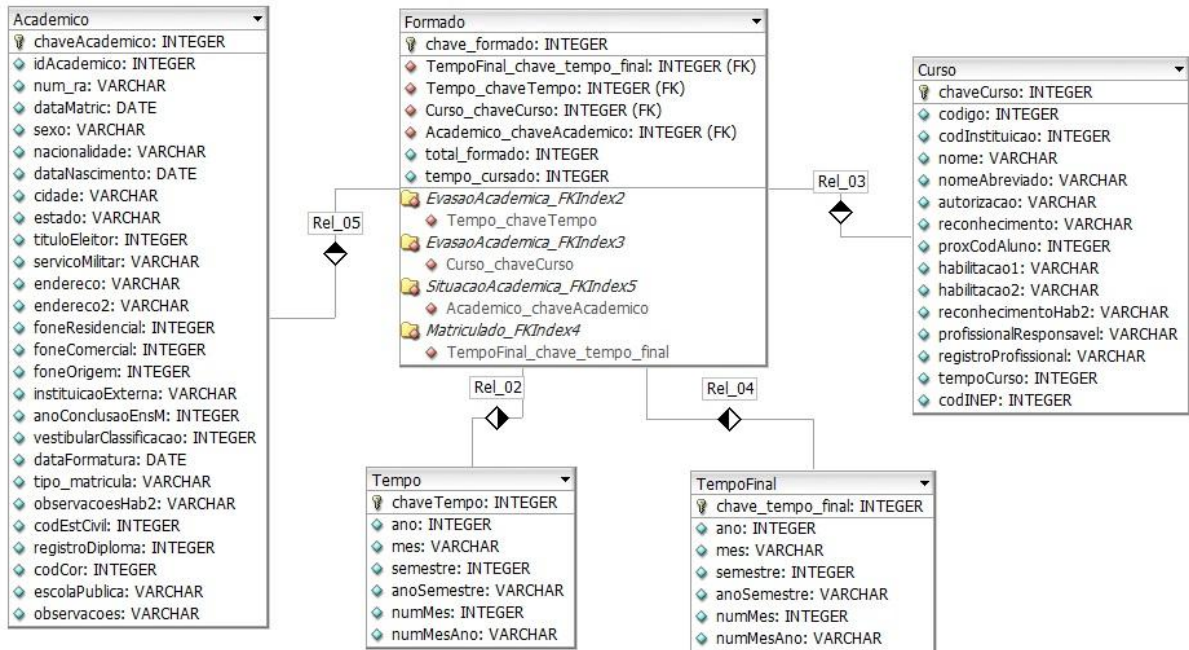 Academico
chaveAcademico: INTEGER
idAcademico: INTEGER
num_ra: VARCHAR
dataMatric: DATE
sexo: VARCHAR
nacionalidade: VARCHAR
dataNascimento: DATE
cidade: VARCHAR
estado: VARCHAR
tituloEleitor: INTEGER
servicoMilitar: VARCHAR
endereco: VARCHAR
endereco2: VARCHAR
foneResidencial: INTEGER
foneComercial: INTEGER
foneOrigem: INTEGER
instituicaoExterna: VARCHAR
anoConclusaoEnsM: INTEGER
vestibularClassificacao: INTEGER
dataFormatura: DATE
tipo_matricula: VARCHAR
observacoesHab2: VARCHAR
codEstCivil: INTEGER
registroDiploma: INTEGER
codCor: INTEGER
escolaPublica: VARCHAR
observacoes: VARCHAR
Rel_05
Formado
chave_formado: INTEGER
TempoFinal_chave_tempo_final: INTEGER (FK)
Tempo_chaveTempo: INTEGER (FK)
Curso_chaveCurso: INTEGER (FK)
Academico_chaveAcademico: INTEGER (FK)
total_formado: INTEGER
tempo_cursado: INTEGER
EvasaoAcademica_FKIndex2
Tempo_chaveTempo
EvasaoAcademica_FKIndex3
Curso_chaveCurso
SituacaoAcademica_FKIndex5
Academico_chaveAcademico
Matriculado_FKIndex4
TempoFinal_chave_tempo_final
Rel_03
Curso
chaveCurso: INTEGER
codigo: INTEGER
codInstituicao: INTEGER
nome: VARCHAR
nomeAbreviado: VARCHAR
autorizacao: VARCHAR
reconhecimento: VARCHAR
proxCodAluno: INTEGER
habilitacao1: VARCHAR
habilitacao2: VARCHAR
reconhecimentoHab2: VARCHAR
profissionalResponsavel: VARCHAR
registroProfissional: VARCHAR
tempoCurso: INTEGER
codINEP: INTEGER
Rel_02
Rel_04
Tempo
chaveTempo: INTEGER
ano: INTEGER
mes: VARCHAR
semestre: INTEGER
anoSemestre: VARCHAR
numMes: INTEGER
numMesAno: VARCHAR
TempoFinal
chave_tempo_final: INTEGER
ano: INTEGER
mes: VARCHAR
semestre: INTEGER
anoSemestre: VARCHAR
numMes: INTEGER
numMesAno: VARCHAR